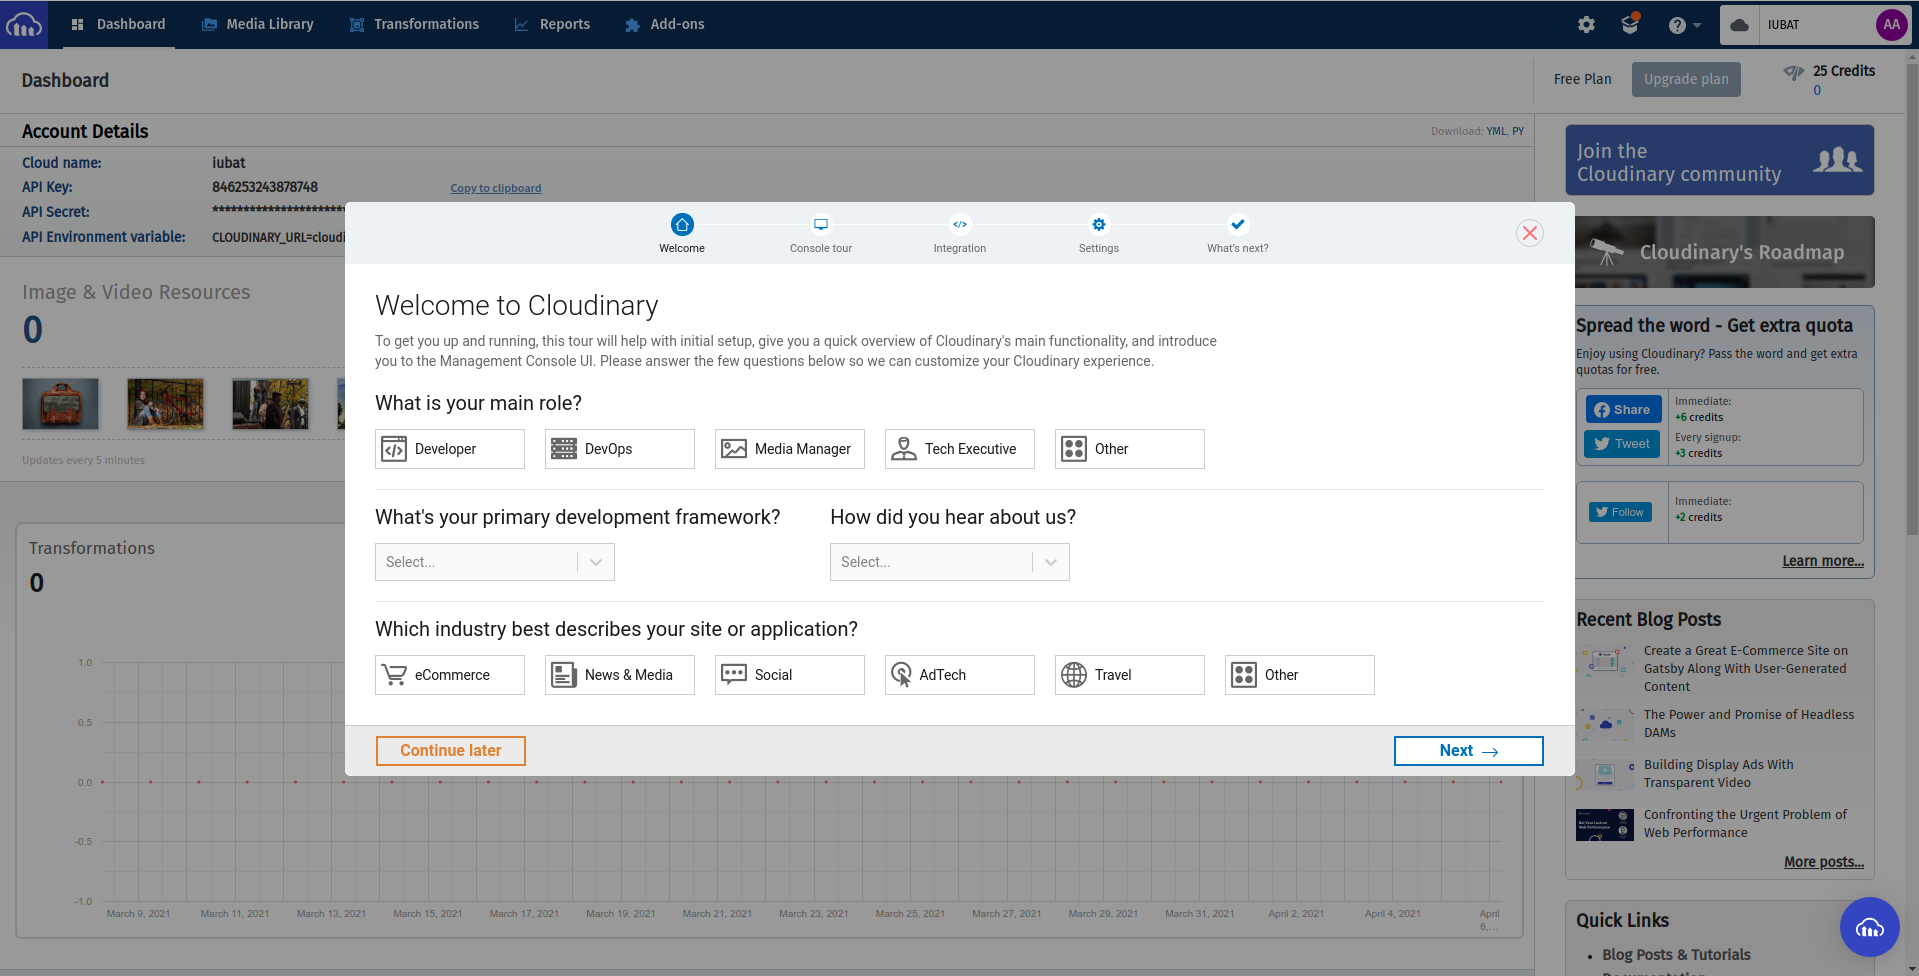 Dashboard
Media Library
Transformations
Reports
Add-ons
IUBAT
AA
Dashboard
Free Plan
Upgrade plan
25 Credits
0
Account Details
Download: YML, PY
Cloud name:
iubat
API Key:
846253243878748
Copy to clipboard
API Secret:
API Environment variable:
CLOUDINARY_URL=cloudi
Image & Video Resources
0
Updates every 5 minutes
Transformations
0
1.0
0.5
0.0
-0.5
-1.0
March 9, 2021
March 11, 2021
March 13, 2021
March 15, 2021
March 17, 2021
March 19, 2021
March 21, 2021
March 23, 2021
March 25, 2021
March 27, 2021
March 29, 2021
March 31, 2021
April 2, 2021
April 4, 2021
April
6,...
Welcome
Console tour
Integration
Settings
What's next?
Welcome to Cloudinary
To get you up and running, this tour will help with initial setup, give you a quick overview of Cloudinary's main functionality, and introduce
you to the Management Console UI. Please answer the few questions below so we can customize your Cloudinary experience.
What is your main role?
Developer
DevOps
Media Manager
Tech Executive
Other
What's your primary development framework?
How did you hear about us?
Select...
Select...
Which industry best describes your site or application?
eCommerce
News & Media
Social
AdTech
Travel
Other
Continue later
Next
Join the
Cloudinary community
Cloudinary's Roadmap
Spread the word - Get extra quota
Enjoy using Cloudinary? Pass the word and get extra
quotas for free.
Share
Tweet
Immediate:
+6 credits
Every signup:
+3 credits
Follow
Immediate:
+2 credits
Learn more...
Recent Blog Posts
Create a Great E-Commerce Site on
Gatsby Along With User-Generated
Content
The Power and Promise of Headless
DAMs
Building Display Ads With
Transparent Video
Confronting the Urgent Problem of
Web Performance
More posts...
Quick Links
Blog Posts & Tutorials